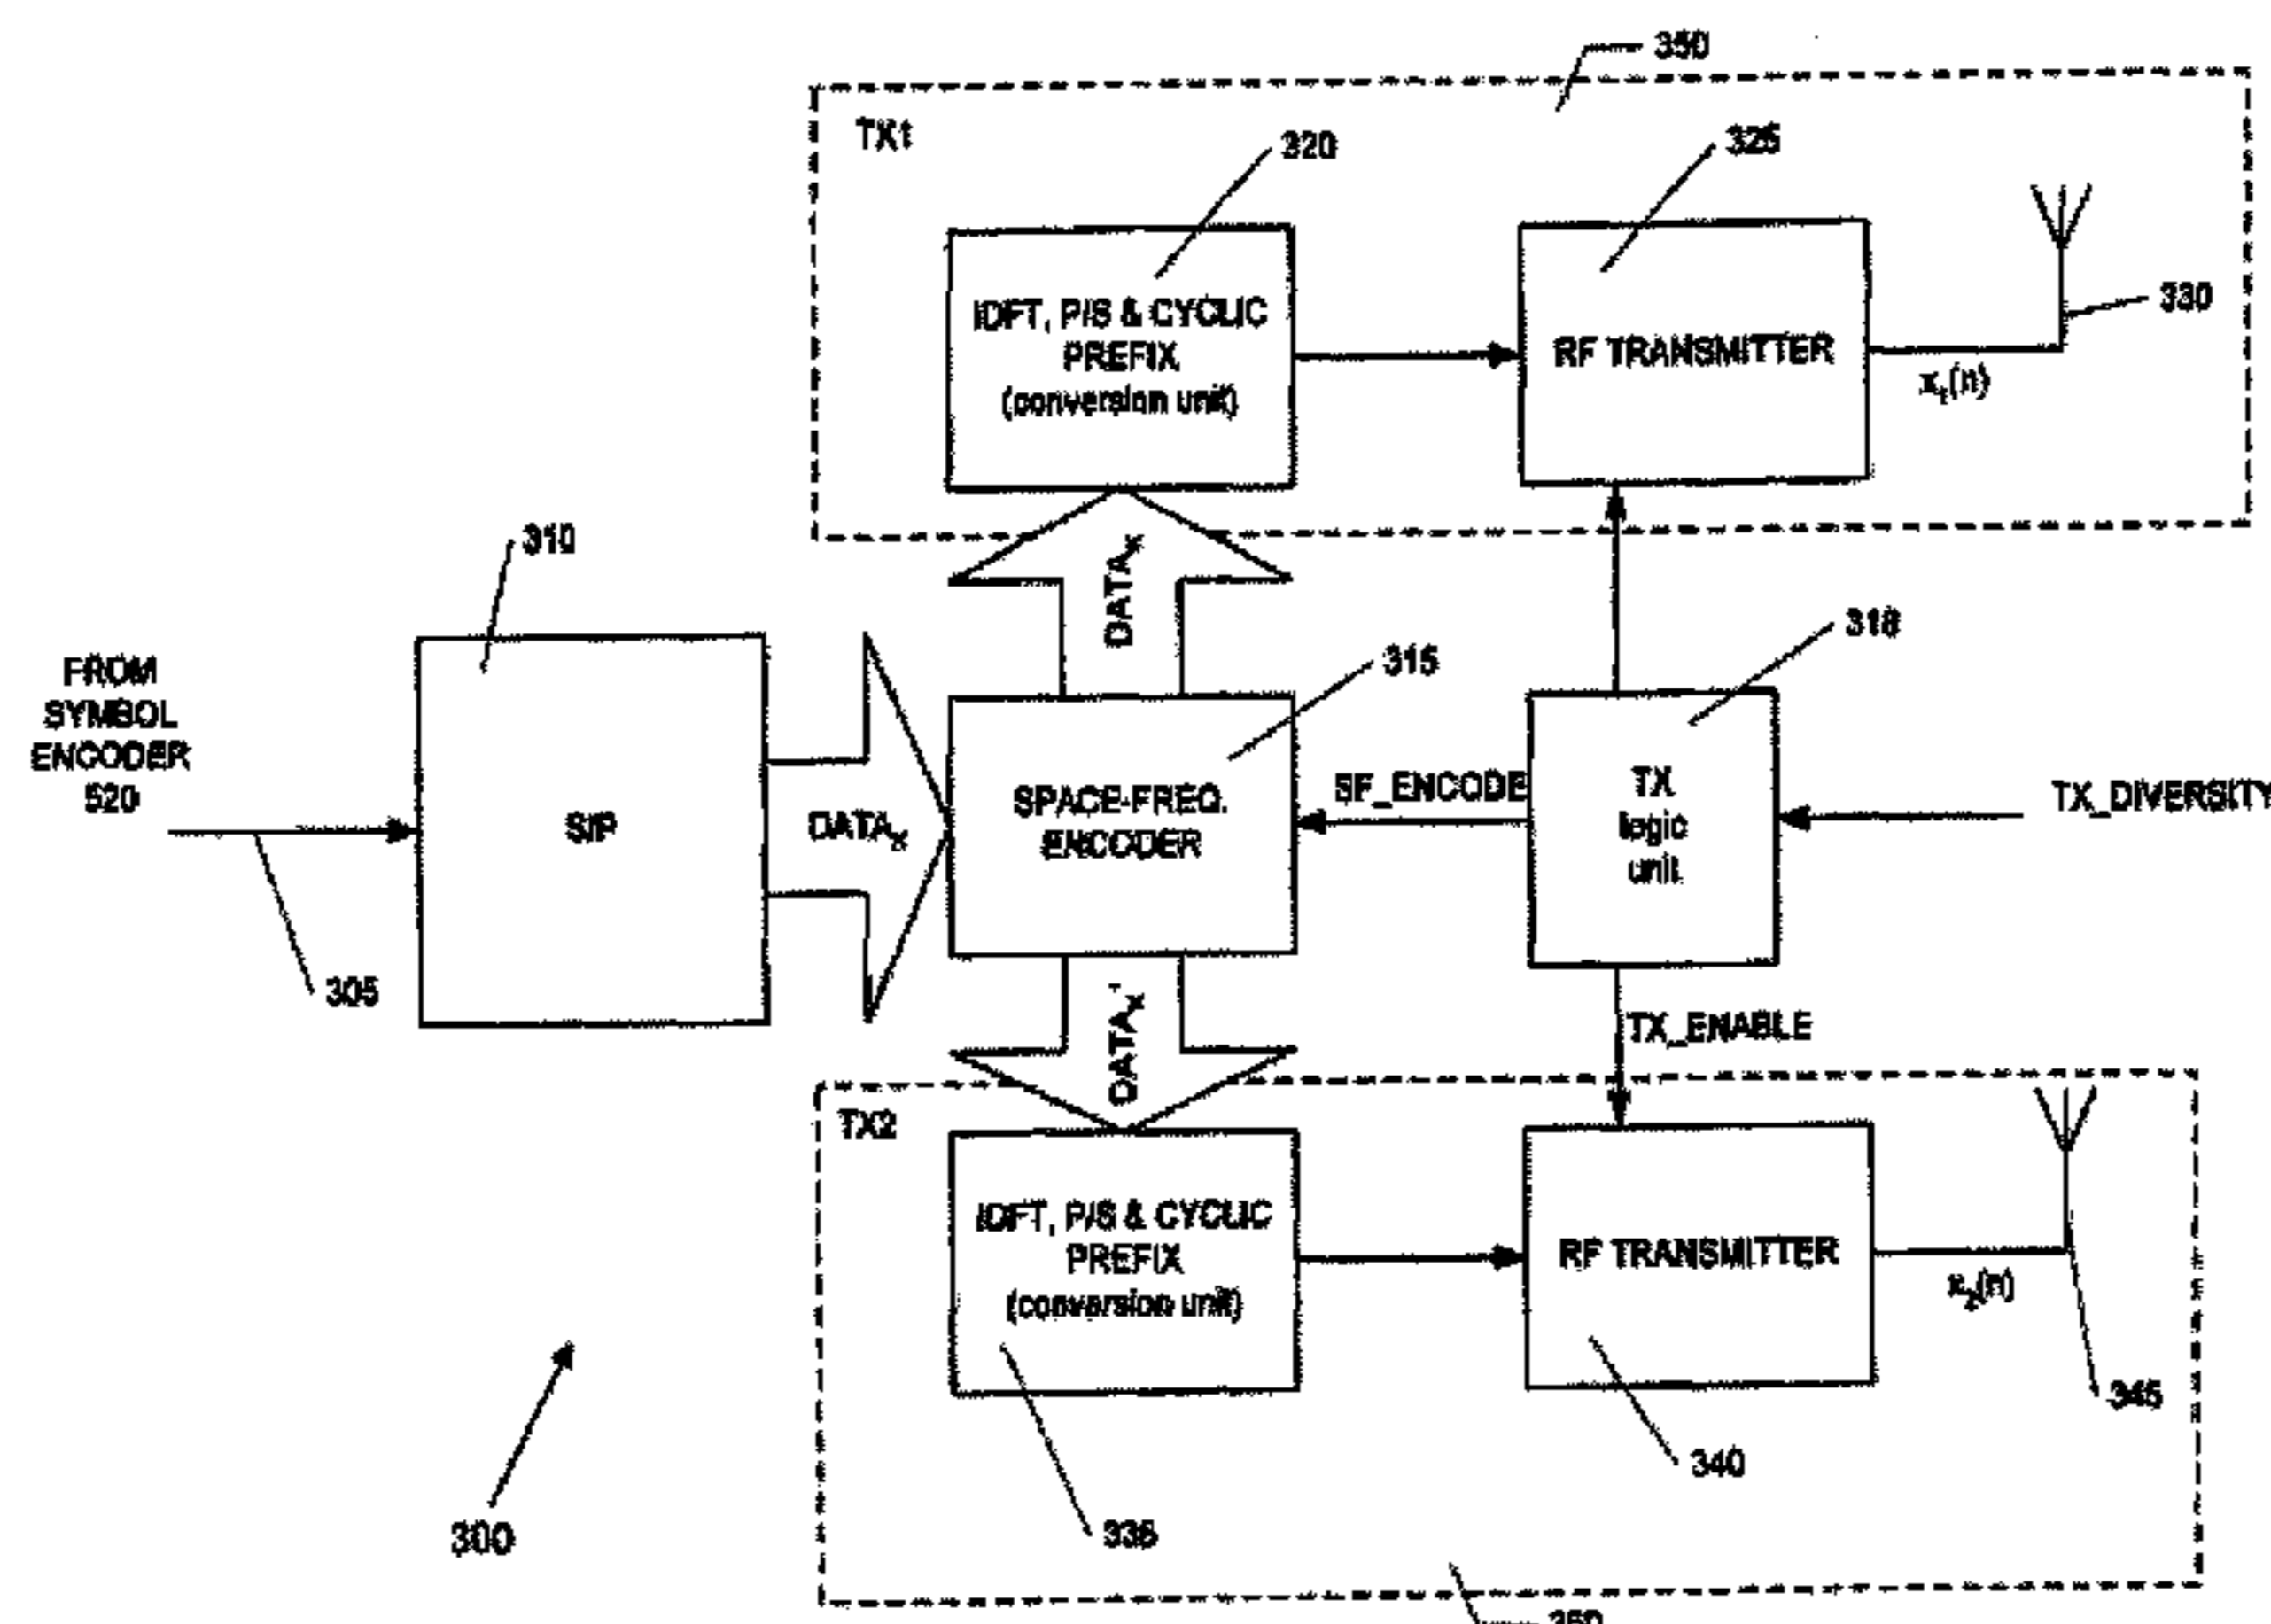 350
TX1
320
325
IDFT, P/S & CYCLIC
PREFIX
(conversion unit)
RF TRANSMITTER
330
x₁(n)
310
DATAₓ
318
FROM
SYMBOL
ENCODER
520
315
S/P
DATAₓ
SPACE-FREQ.
ENCODER
SF_ENCODE
TX
logic
unit
TX_DIVERSITY
305
DATAₓ'
TX_ENABLE
TX2
IDFT, P/S & CYCLIC
PREFIX
(conversion unit)
RF TRANSMITTER
x₂(n)
345
340
300
335